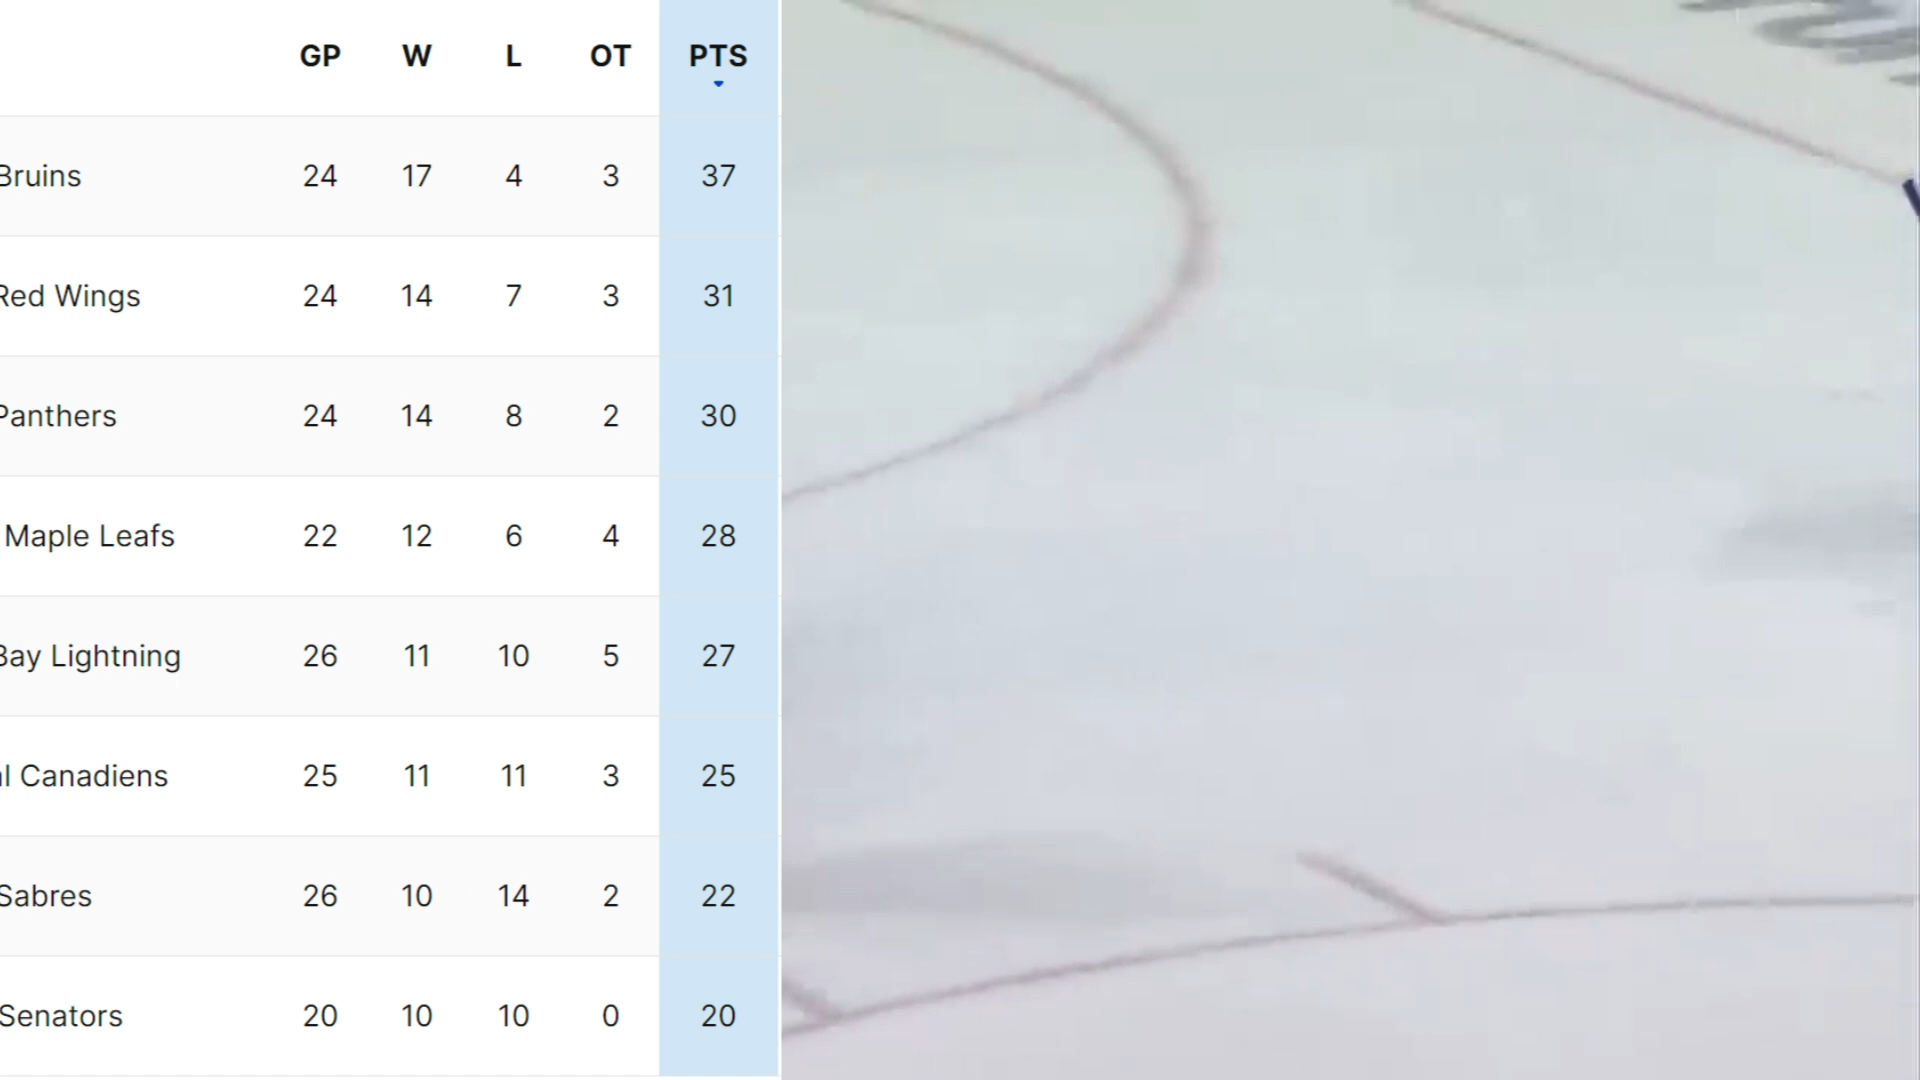 GP W L OT PTS
Bruins 24 17 4 3 37
Red Wings 24 14 7 3 31
Panthers 24 14 8 2 30
Maple Leafs 22 12 6 4 28
Bay Lightning 26 11 10 5 27
l Canadiens 25 11 11 3 25
Sabres 26 10 14 2 22
Senators 20 10 10 0 20